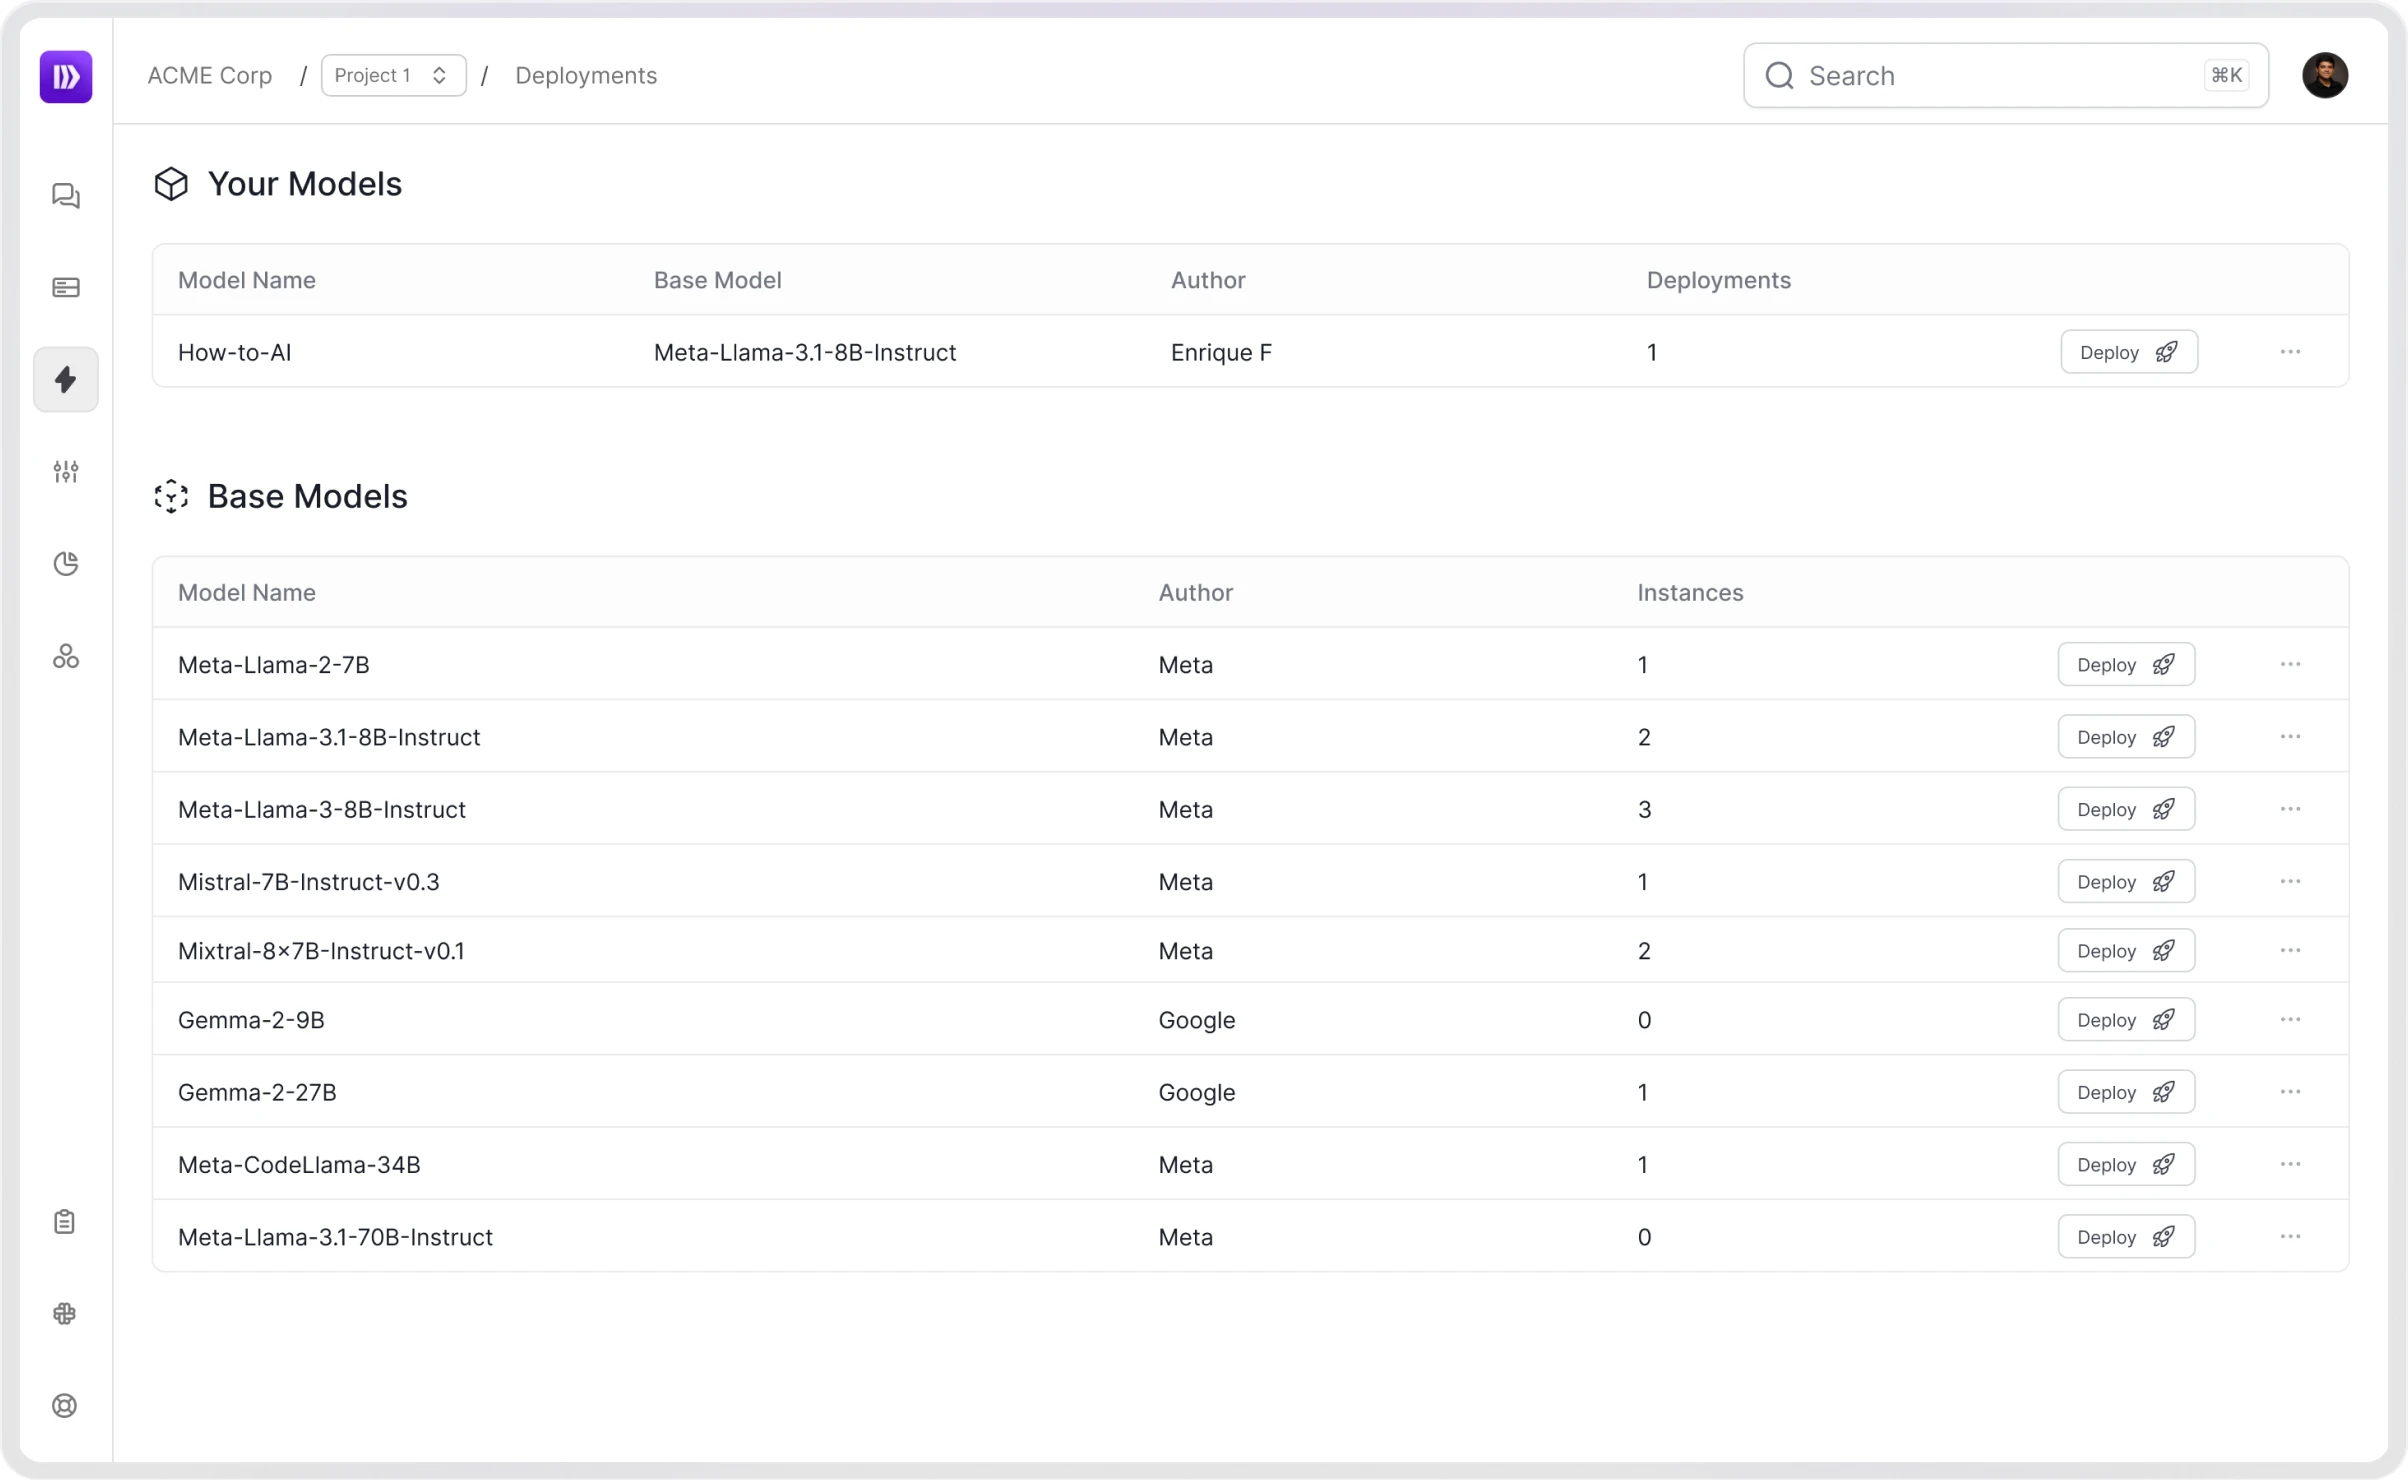 ACME Corp / Project 1 / Deployments Search ⌘K
Your Models
Model Name Base Model Author Deployments
How-to-AI Meta-Llama-3.1-8B-Instruct Enrique F 1 Deploy ···
Base Models
Model Name Author Instances
Meta-Llama-2-7B Meta 1 Deploy ···
Meta-Llama-3.1-8B-Instruct Meta 2 Deploy ···
Meta-Llama-3-8B-Instruct Meta 3 Deploy ···
Mistral-7B-Instruct-v0.3 Meta 1 Deploy ···
Mixtral-8×7B-Instruct-v0.1 Meta 2 Deploy ···
Gemma-2-9B Google 0 Deploy ···
Gemma-2-27B Google 1 Deploy ···
Meta-CodeLlama-34B Meta 1 Deploy ···
Meta-Llama-3.1-70B-Instruct Meta 0 Deploy ···